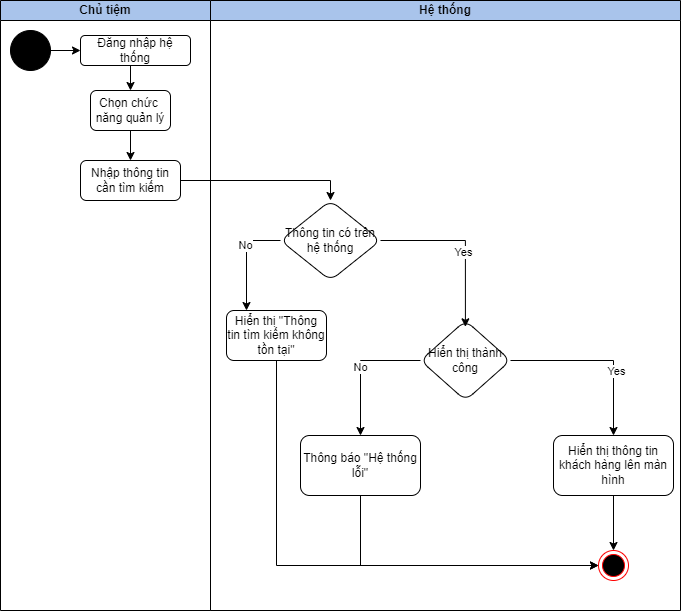 Chủ tiệm
Hệ thống
Đăng nhập hệ
thống
Chọn chức
năng quản lý
Nhập thông tin
cần tìm kiếm
Thông tin có trên
hệ thống
No
Yes
Hiển thị "Thông
tin tìm kiếm không
tồn tại"
Hiển thị thành
công
No
Yes
Thông báo "Hệ thống
lỗi"
Hiển thị thông tin
khách hàng lên màn
hình